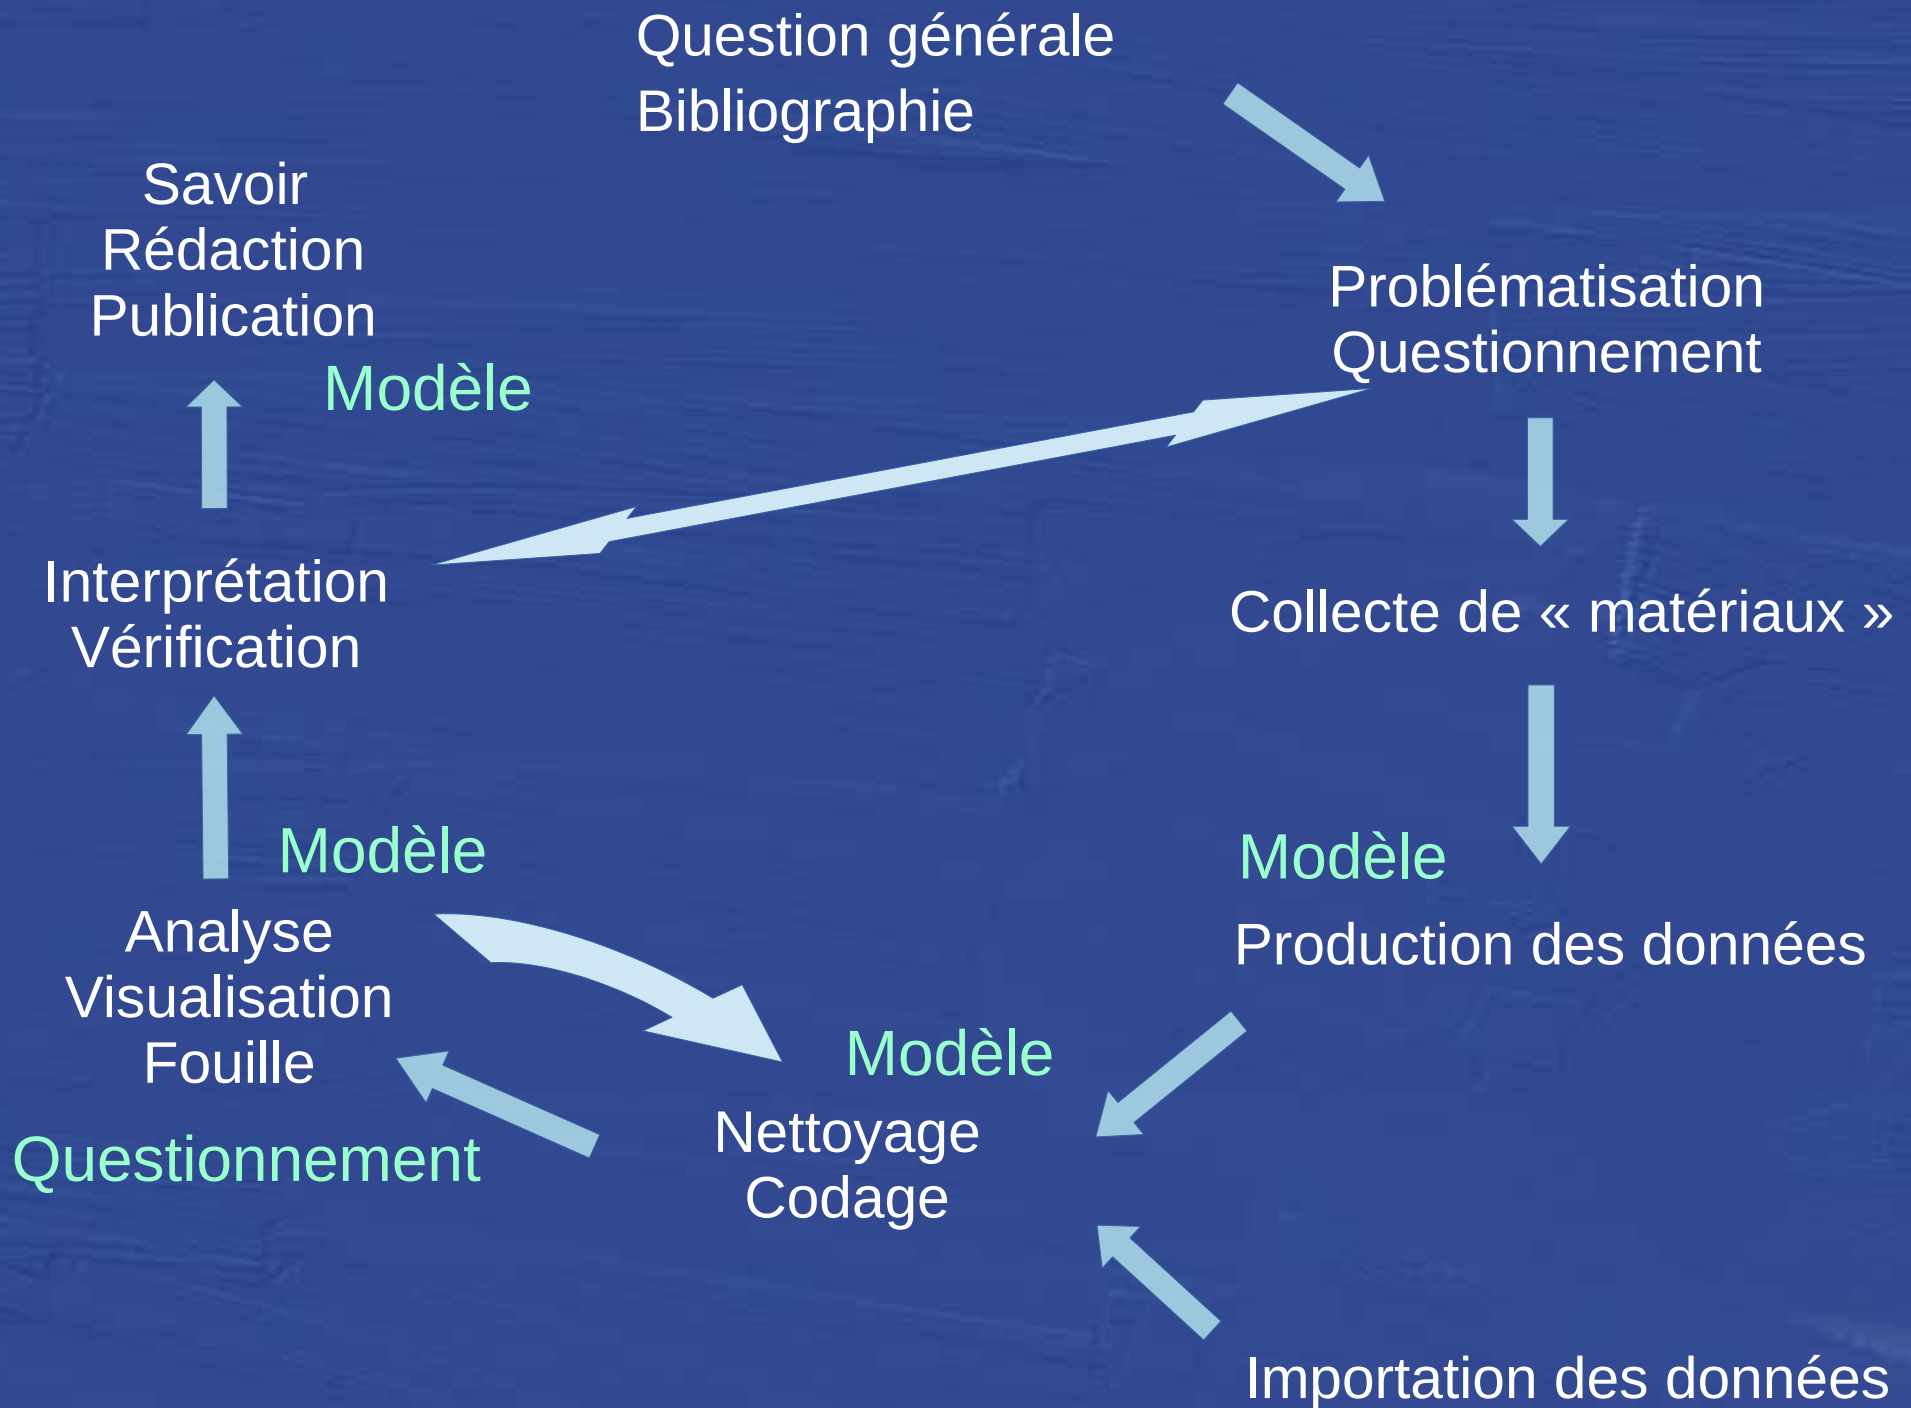 Question générale
Bibliographie
Savoir
Rédaction
Publication
Modèle
Problématisation
Questionnement
Interprétation
Vérification
Collecte de « matériaux »
Modèle
Analyse
Visualisation
Fouille
Questionnement
Modèle
Production des données
Modèle
Nettoyage
Codage
Importation des données